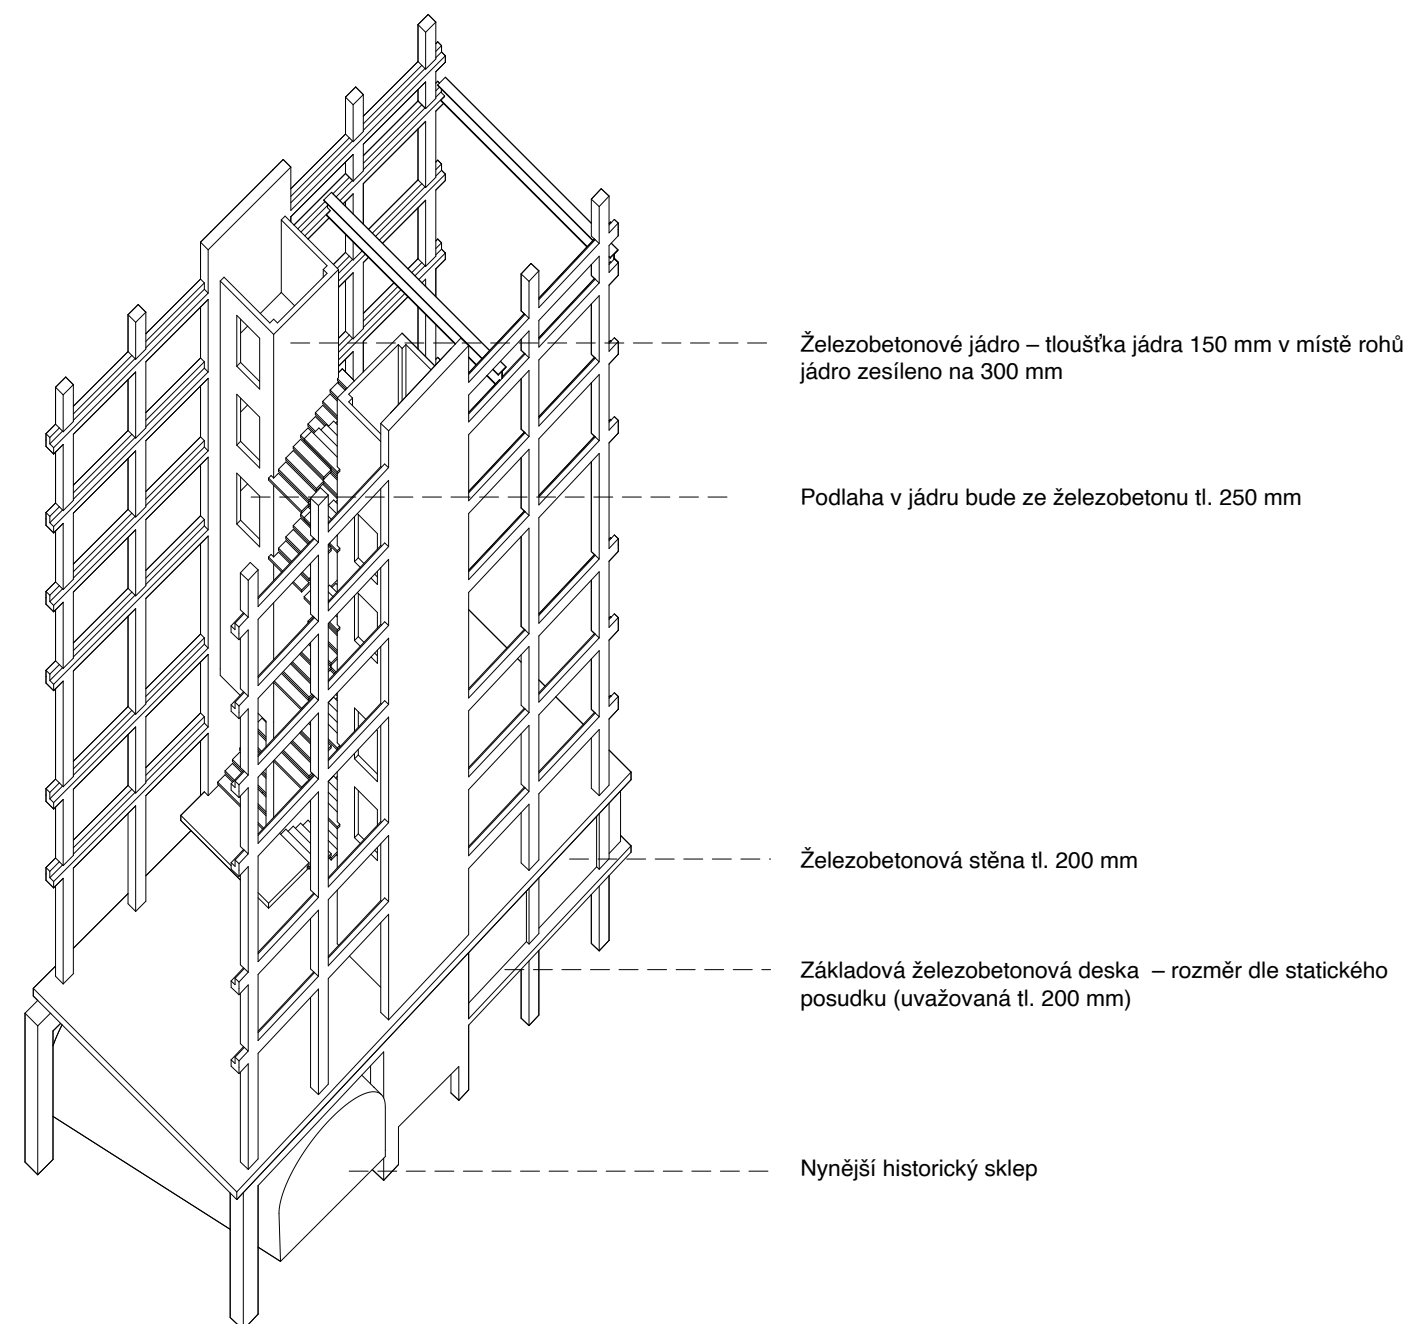 Železobetonové jádro – tloušťka jádra 150 mm v místě rohů
jádro zesíleno na 300 mm
Podlaha v jádru bude ze železobetonu tl. 250 mm
Železobetonová stěna tl. 200 mm
Základová železobetonová deska – rozměr dle statického
posudku (uvažovaná tl. 200 mm)
Nynější historický sklep